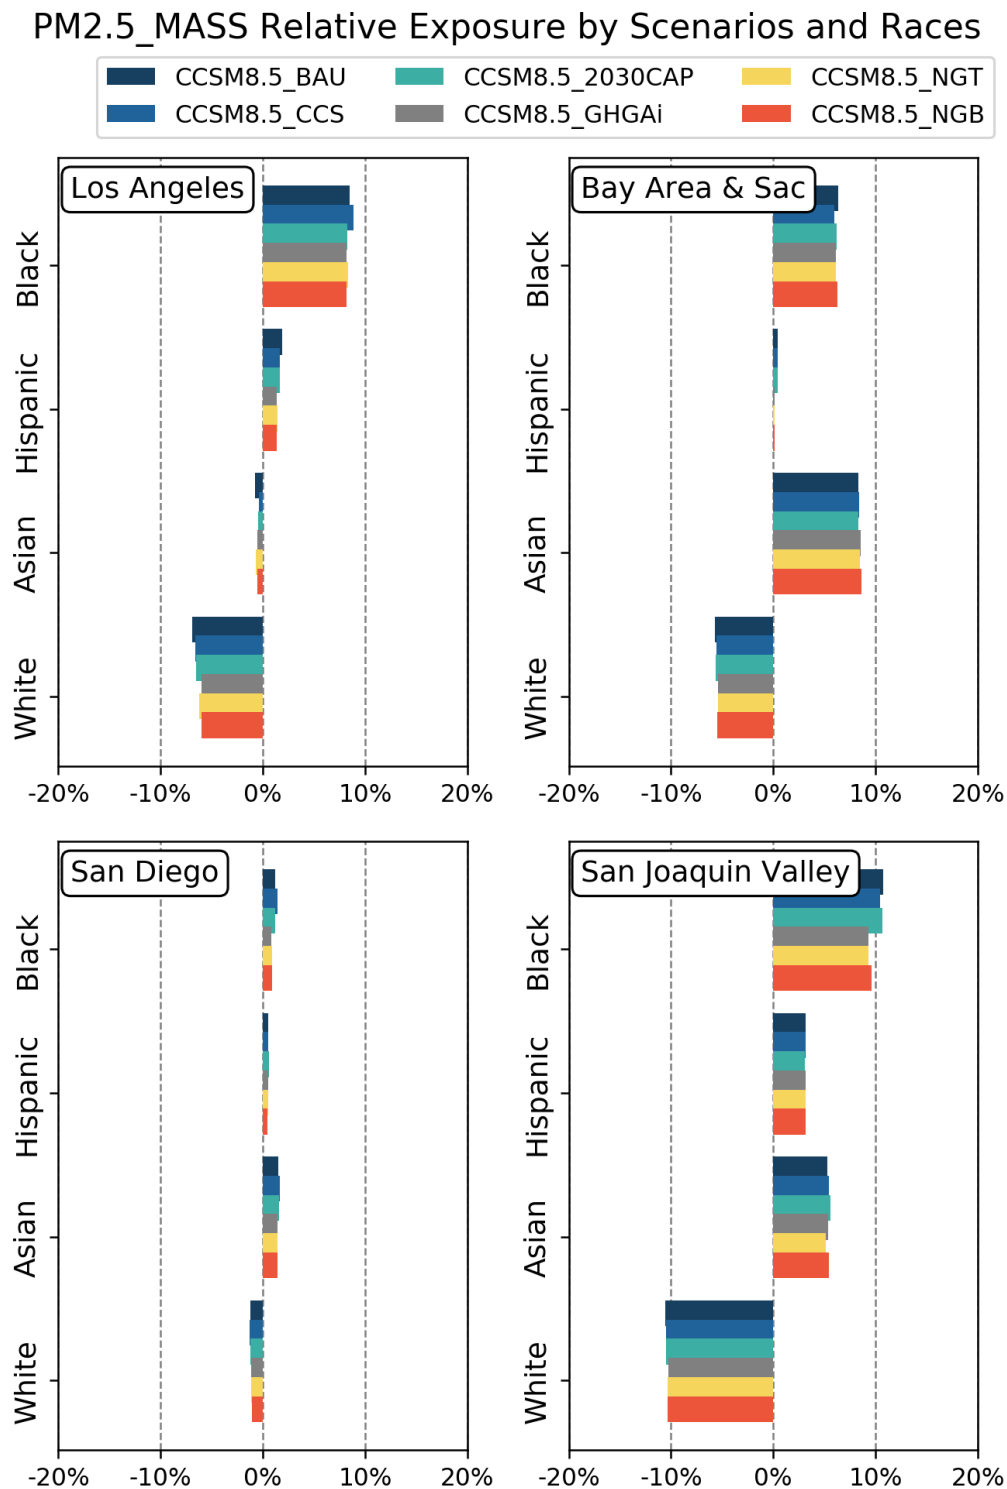 PM2.5_MASS Relative Exposure by Scenarios and Races
CCSM8.5_BAU CCSM8.5_2030CAP CCSM8.5_NGT
CCSM8.5_CCS CCSM8.5_GHGAi CCSM8.5_NGB
Los Angeles
Black
Hispanic
Asian
White
-20% -10% 0% 10% 20%
Bay Area & Sac
Black
Hispanic
Asian
White
-20% -10% 0% 10% 20%
San Diego
Black
Hispanic
Asian
White
-20% -10% 0% 10% 20%
San Joaquin Valley
Black
Hispanic
Asian
White
-20% -10% 0% 10% 20%